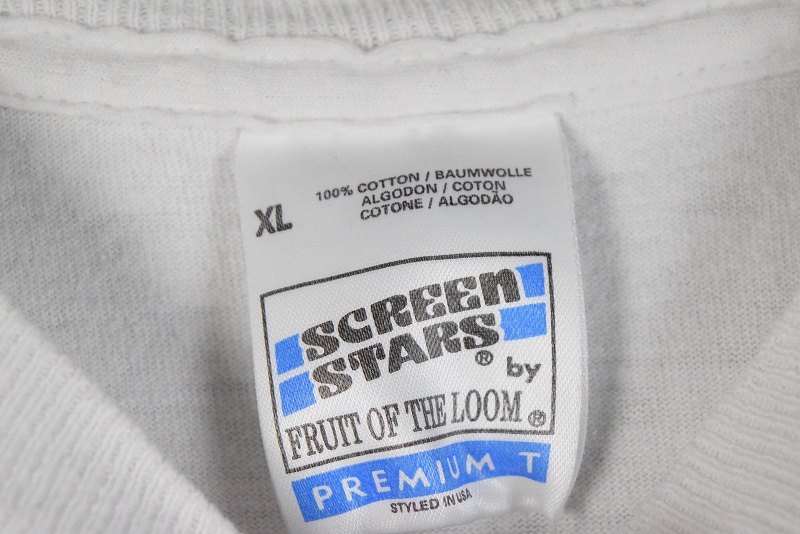 XL
100% COTTON / BAUMWOLLE
ALGODON / COTON
COTONE / ALGODÃO
SCREEN
STARS® by
FRUIT OF THE LOOM®
PREMIUM T
STYLED IN USA